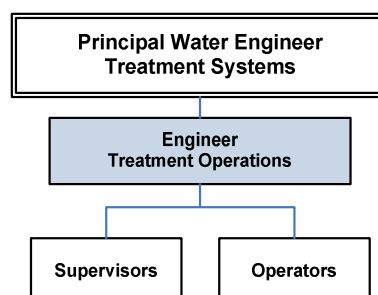 Principal Water Engineer
Treatment Systems
Engineer
Treatment Operations
Supervisors
Operators